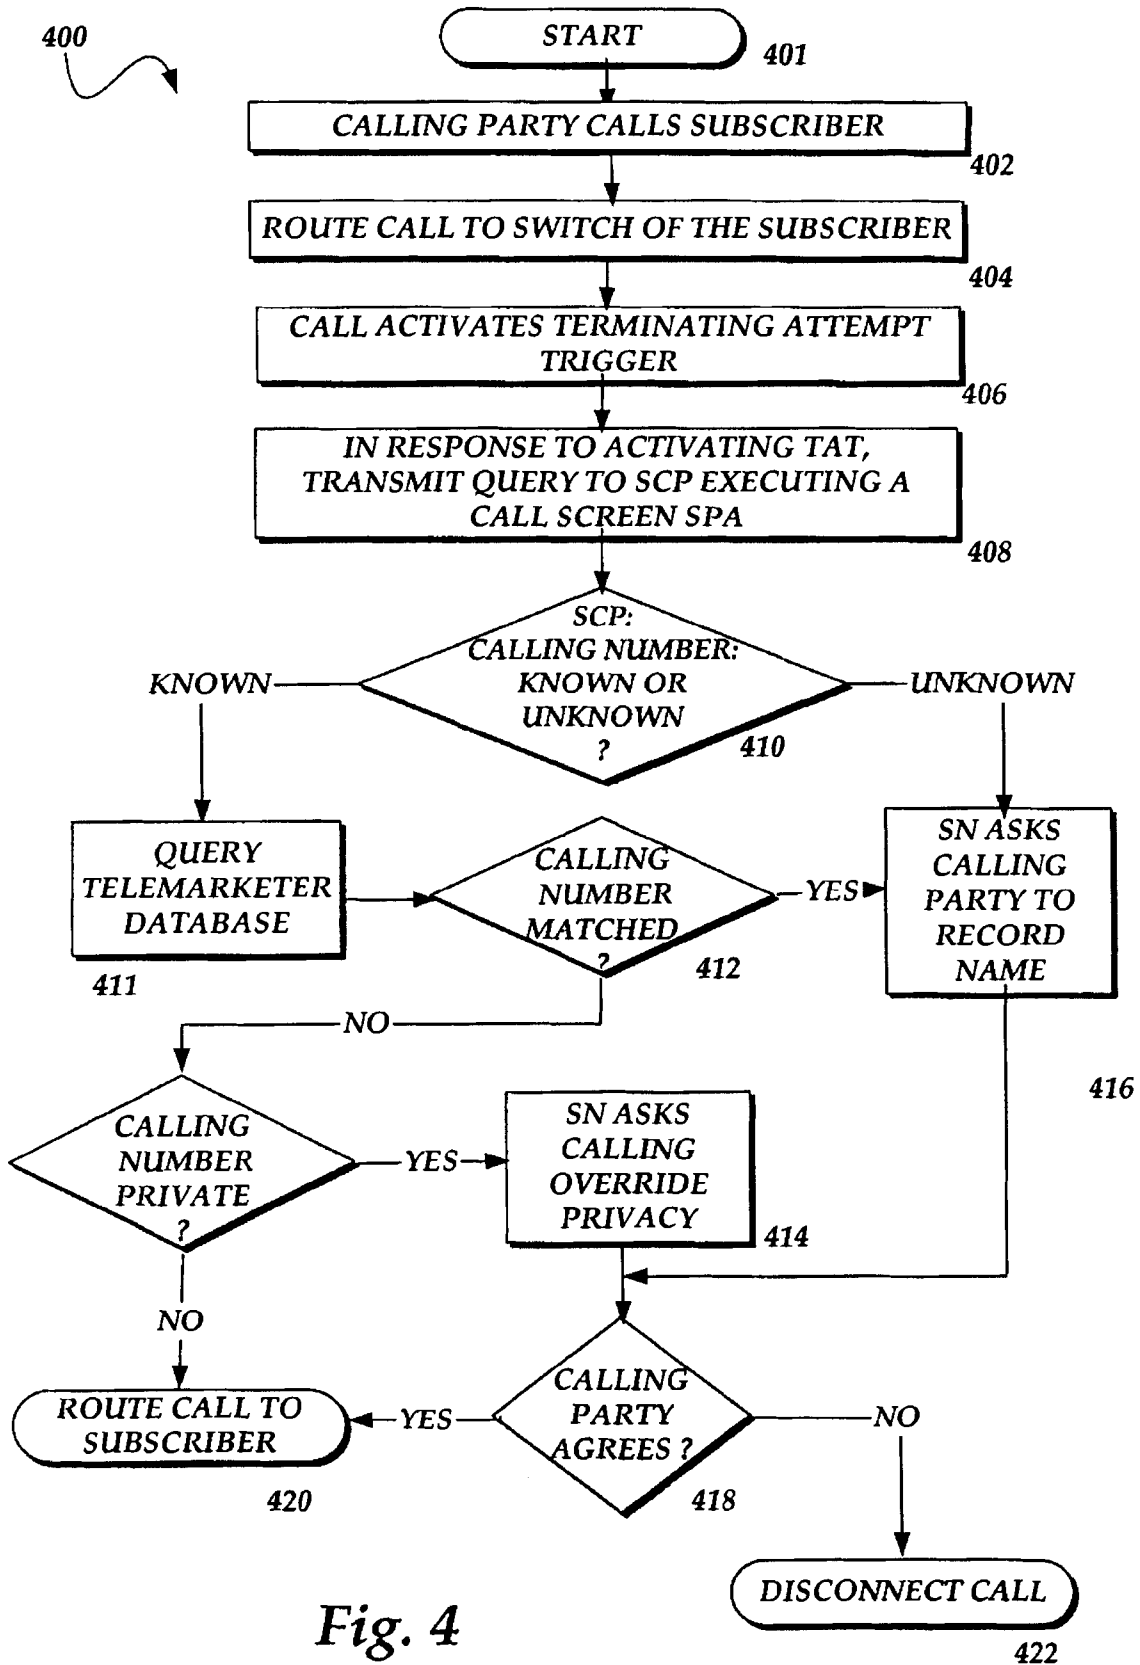 400
START
401
CALLING PARTY CALLS SUBSCRIBER
402
ROUTE CALL TO SWITCH OF THE SUBSCRIBER
404
CALL ACTIVATES TERMINATING ATTEMPT
TRIGGER
406
IN RESPONSE TO ACTIVATING TAT,
TRANSMIT QUERY TO SCP EXECUTING A
CALL SCREEN SPA
408
SCP:
CALLING NUMBER:
KNOWN OR
UNKNOWN
?
410
KNOWN
UNKNOWN
QUERY
TELEMARKETER
DATABASE
411
CALLING
NUMBER
MATCHED
?
412
YES
SN ASKS
CALLING
PARTY TO
RECORD
NAME
416
NO
CALLING
NUMBER
PRIVATE
?
YES
SN ASKS
CALLING
OVERRIDE
PRIVACY
414
NO
ROUTE CALL TO
SUBSCRIBER
420
YES
CALLING
PARTY
AGREES ?
418
NO
DISCONNECT CALL
422
Fig. 4